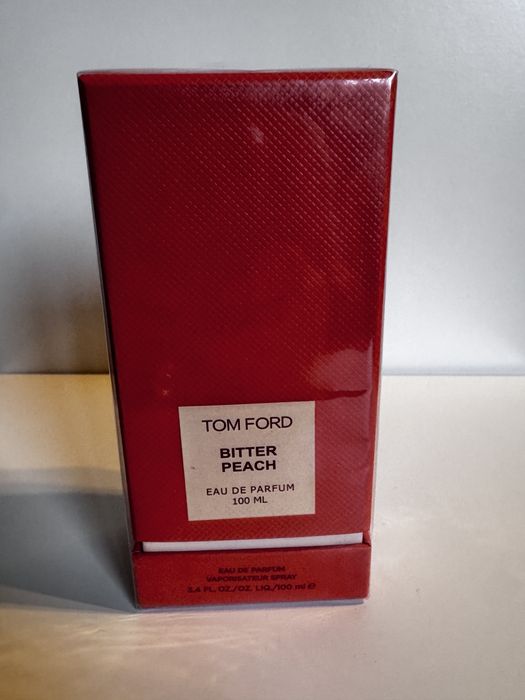 TOM FORD
BITTER
PEACH
EAU DE PARFUM
100 ML
EAU DE PARFUM
VAPORISATEUR SPRAY
3.4 FL. OZ./OZ. LIQ./100 ml ℮